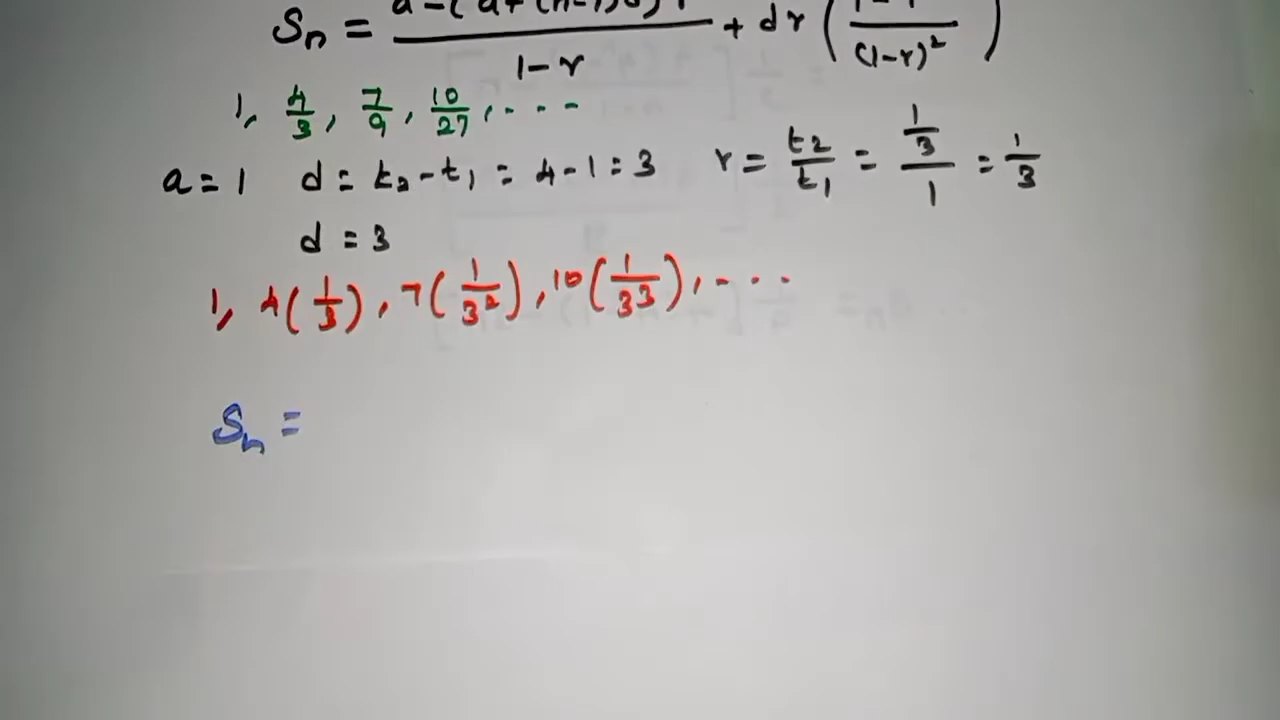 Sn = a-(a+(n-1)d)r / 1-r + dr ( 1-r / (1-r)² )
1, 4/3, 7/9, 10/27, ....
a = 1 d = t₂-t₁ = 4-1 = 3 r = t₂/t₁ = (1/3)/1 = 1/3
d = 3
1, 4(1/3), 7(1/3²), 10(1/3³), ....
Sn =